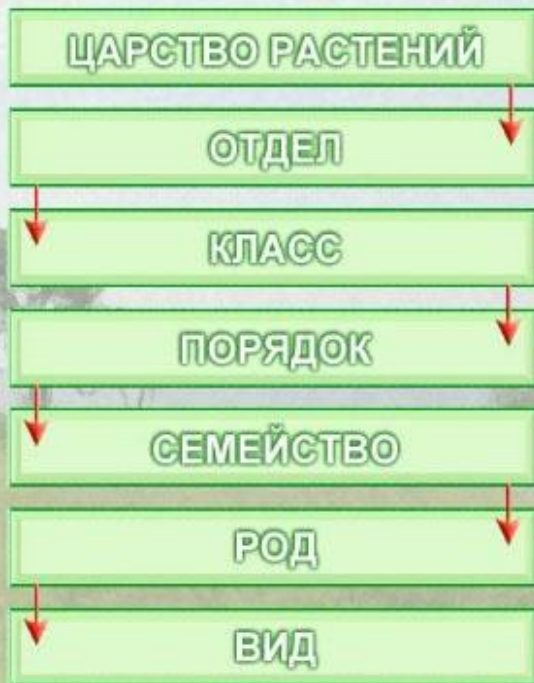 ЦАРСТВО РАСТЕНИЙ
ОТДЕЛ
КЛАСС
ПОРЯДОК
СЕМЕЙСТВО
РОД
ВИД